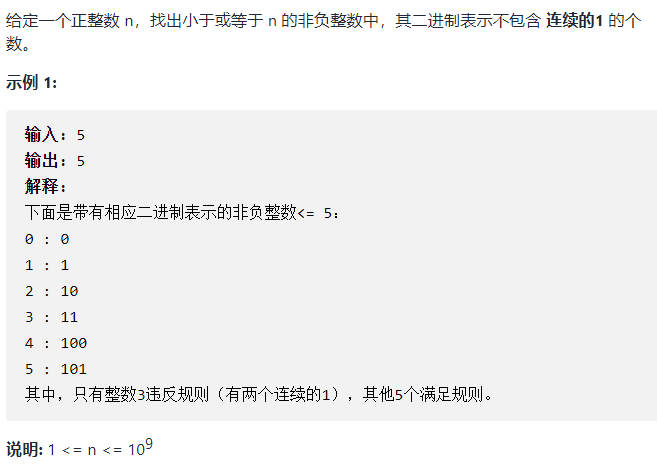 给定一个正整数 n，找出小于或等于 n 的非负整数中，其二进制表示不包含 连续的1 的个
数。
示例 1:
输入: 5
输出: 5
解释:
下面是带有相应二进制表示的非负整数<= 5：
0 : 0
1 : 1
2 : 10
3 : 11
4 : 100
5 : 101
其中，只有整数3违反规则（有两个连续的1），其他5个满足规则。
说明: 1 <= n <= 10⁹